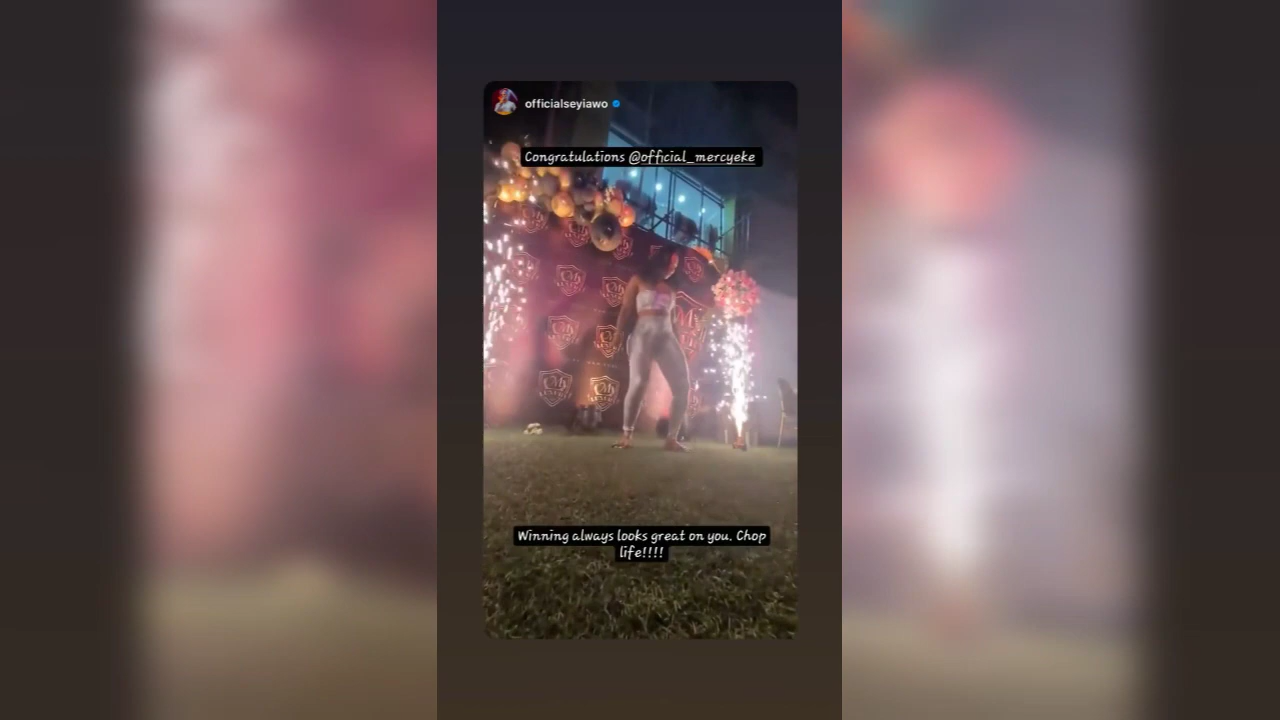 officialseyiawo
Congratulations @official_mercyeke
Winning always looks great on you. Chop
life!!!!